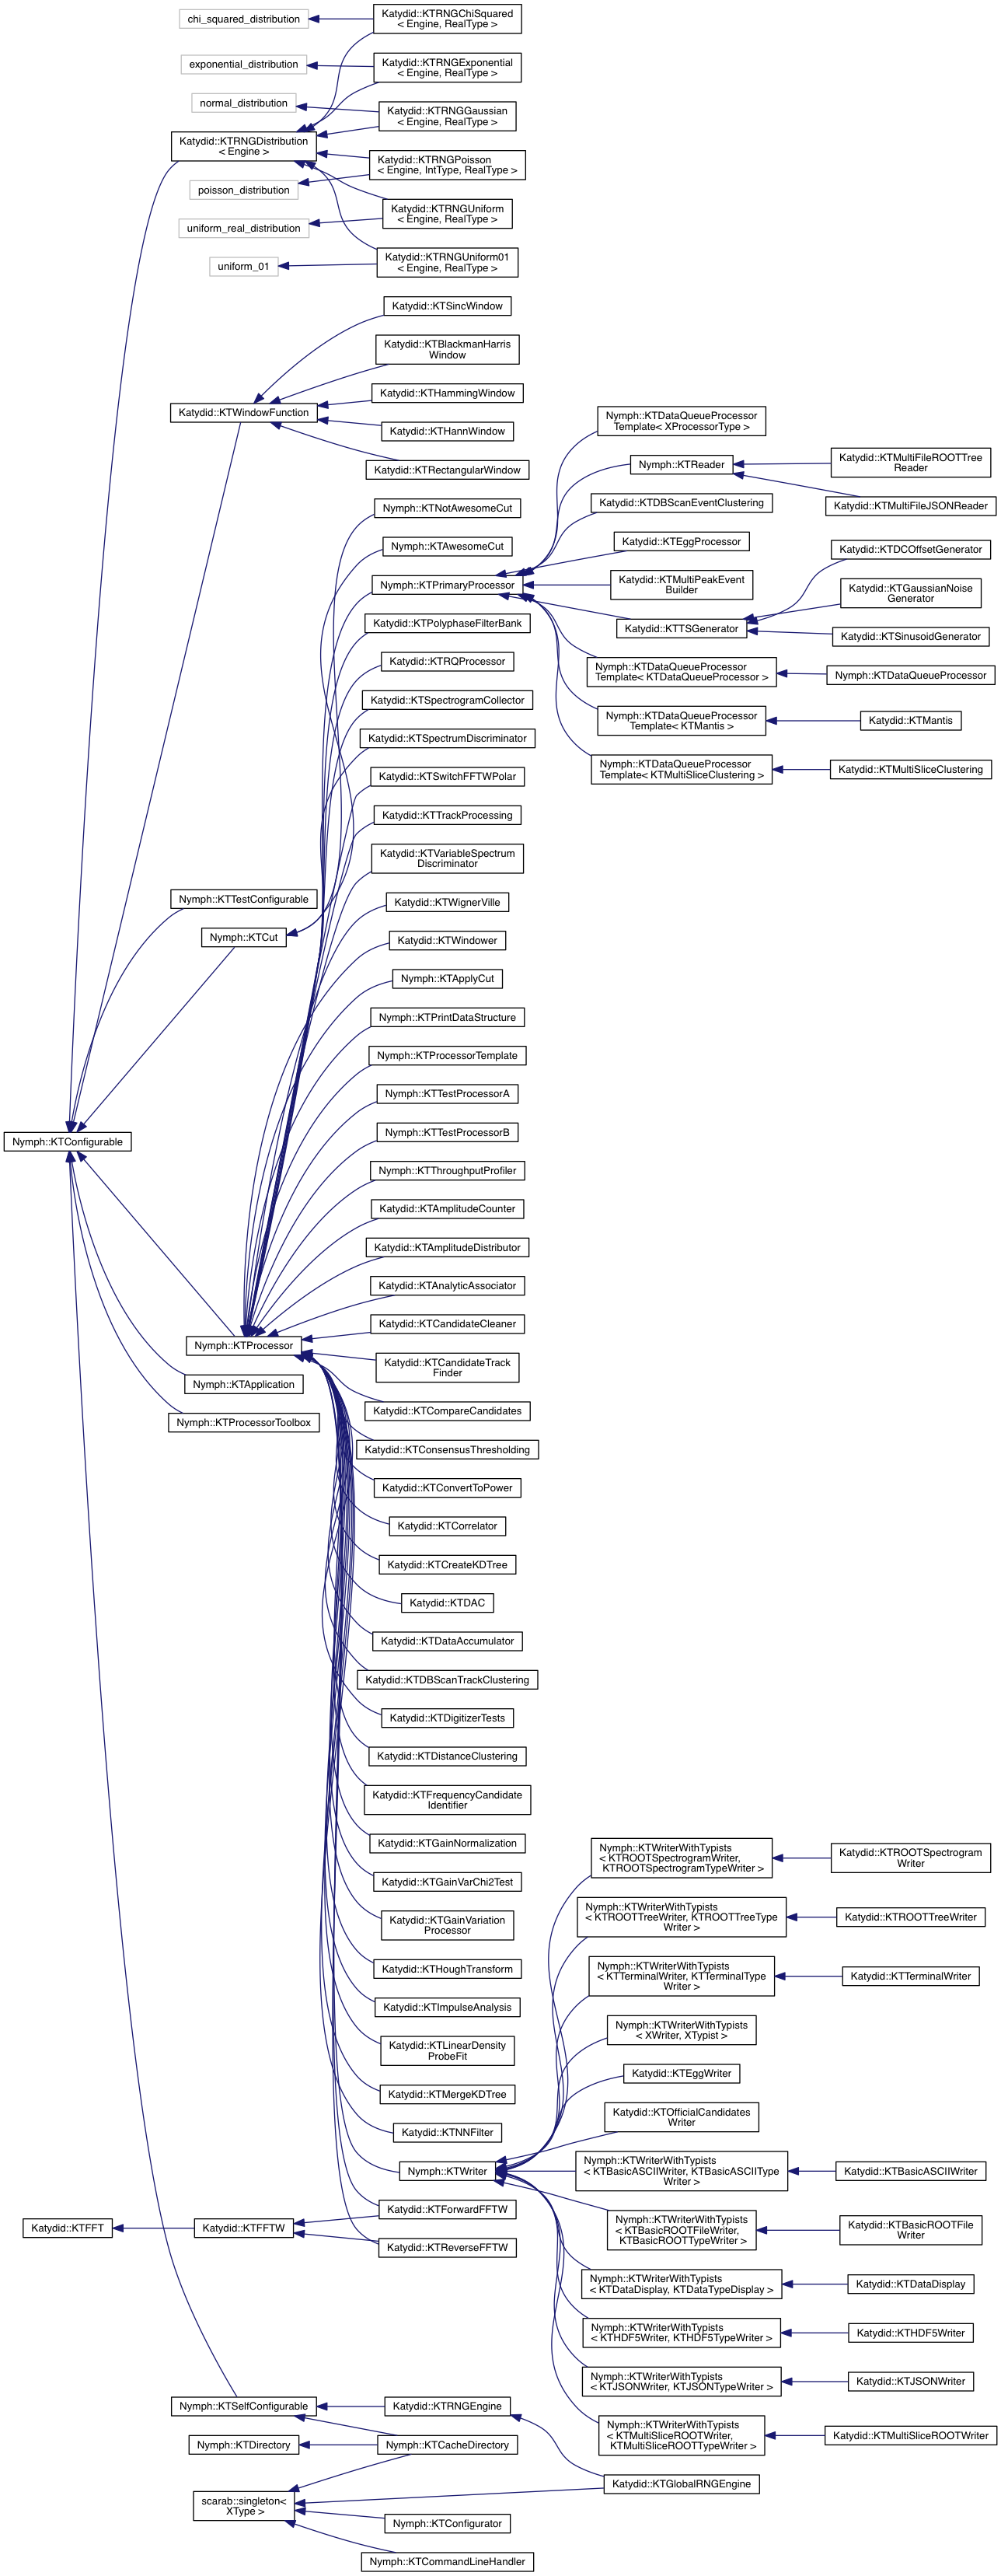 chi_squared_distribution
Katydid::KTRNGChiSquared
< Engine, RealType >
exponential_distribution
Katydid::KTRNGExponential
< Engine, RealType >
normal_distribution
Katydid::KTRNGGaussian
< Engine, RealType >
Katydid::KTRNGDistribution
< Engine >
Katydid::KTRNGPoisson
< Engine, IntType, RealType >
poisson_distribution
Katydid::KTRNGUniform
< Engine, RealType >
uniform_real_distribution
Katydid::KTRNGUniform01
< Engine, RealType >
uniform_01
Katydid::KTSincWindow
Katydid::KTBlackmanHarris
Window
Katydid::KTHammingWindow
Katydid::KTWindowFunction
Katydid::KTHannWindow
Katydid::KTRectangularWindow
Nymph::KTDataQueueProcessor
Template< XProcessorType >
Nymph::KTReader
Katydid::KTMultiFileROOTTree
Reader
Katydid::KTMultiFileJSONReader
Nymph::KTNotAwesomeCut
Katydid::KTDBScanEventClustering
Nymph::KTAwesomeCut
Katydid::KTEggProcessor
Katydid::KTDCOffsetGenerator
Nymph::KTPrimaryProcessor
Katydid::KTMultiPeakEvent
Builder
Katydid::KTGaussianNoise
Generator
Katydid::KTPolyphaseFilterBank
Katydid::KTTSGenerator
Katydid::KTSinusoidGenerator
Katydid::KTRQProcessor
Nymph::KTDataQueueProcessor
Template< KTDataQueueProcessor >
Nymph::KTDataQueueProcessor
Katydid::KTSpectrogramCollector
Nymph::KTDataQueueProcessor
Template< KTMantis >
Katydid::KTMantis
Katydid::KTSpectrumDiscriminator
Nymph::KTDataQueueProcessor
Template< KTMultiSliceClustering >
Katydid::KTMultiSliceClustering
Katydid::KTSwitchFFTWPolar
Katydid::KTTrackProcessing
Katydid::KTVariableSpectrum
Discriminator
Nymph::KTTestConfigurable
Katydid::KTWignerVille
Nymph::KTCut
Katydid::KTWindower
Nymph::KTApplyCut
Nymph::KTPrintDataStructure
Nymph::KTProcessorTemplate
Nymph::KTTestProcessorA
Nymph::KTTestProcessorB
Nymph::KTConfigurable
Nymph::KTThroughputProfiler
Katydid::KTAmplitudeCounter
Katydid::KTAmplitudeDistributor
Katydid::KTAnalyticAssociator
Katydid::KTCandidateCleaner
Nymph::KTProcessor
Katydid::KTCandidateTrack
Finder
Nymph::KTApplication
Katydid::KTCompareCandidates
Nymph::KTProcessorToolbox
Katydid::KTConsensusThresholding
Katydid::KTConvertToPower
Katydid::KTCorrelator
Katydid::KTCreateKDTree
Katydid::KTDAC
Katydid::KTDataAccumulator
Katydid::KTDBScanTrackClustering
Katydid::KTDigitizerTests
Katydid::KTDistanceClustering
Katydid::KTFrequencyCandidate
Identifier
Katydid::KTGainNormalization
Nymph::KTWriterWithTypists
< KTROOTSpectrogramWriter,
KTROOTSpectrogramTypeWriter >
Katydid::KTROOTSpectrogram
Writer
Katydid::KTGainVarChi2Test
Katydid::KTGainVariation
Processor
Nymph::KTWriterWithTypists
< KTROOTTreeWriter, KTROOTTreeType
Writer >
Katydid::KTROOTTreeWriter
Katydid::KTHoughTransform
Nymph::KTWriterWithTypists
< KTTerminalWriter, KTTerminalType
Writer >
Katydid::KTTerminalWriter
Katydid::KTImpulseAnalysis
Nymph::KTWriterWithTypists
< XWriter, XTypist >
Katydid::KTLinearDensity
ProbeFit
Katydid::KTEggWriter
Katydid::KTMergeKDTree
Katydid::KTOfficialCandidates
Writer
Katydid::KTNNFilter
Nymph::KTWriter
Nymph::KTWriterWithTypists
< KTBasicASCIIWriter, KTBasicASCIIType
Writer >
Katydid::KTBasicASCIIWriter
Katydid::KTForwardFFTW
Katydid::KTFFT
Katydid::KTFFTW
Nymph::KTWriterWithTypists
< KTBasicROOTFileWriter,
KTBasicROOTTypeWriter >
Katydid::KTBasicROOTFile
Writer
Katydid::KTReverseFFTW
Nymph::KTWriterWithTypists
< KTDataDisplay, KTDataTypeDisplay >
Katydid::KTDataDisplay
Nymph::KTWriterWithTypists
< KTHDF5Writer, KTHDF5TypeWriter >
Katydid::KTHDF5Writer
Nymph::KTWriterWithTypists
< KTJSONWriter, KTJSONTypeWriter >
Katydid::KTJSONWriter
Nymph::KTSelfConfigurable
Katydid::KTRNGEngine
Nymph::KTWriterWithTypists
< KTMultiSliceROOTWriter,
KTMultiSliceROOTTypeWriter >
Katydid::KTMultiSliceROOTWriter
Nymph::KTDirectory
Nymph::KTCacheDirectory
Katydid::KTGlobalRNGEngine
scarab::singleton<
XType >
Nymph::KTConfigurator
Nymph::KTCommandLineHandler